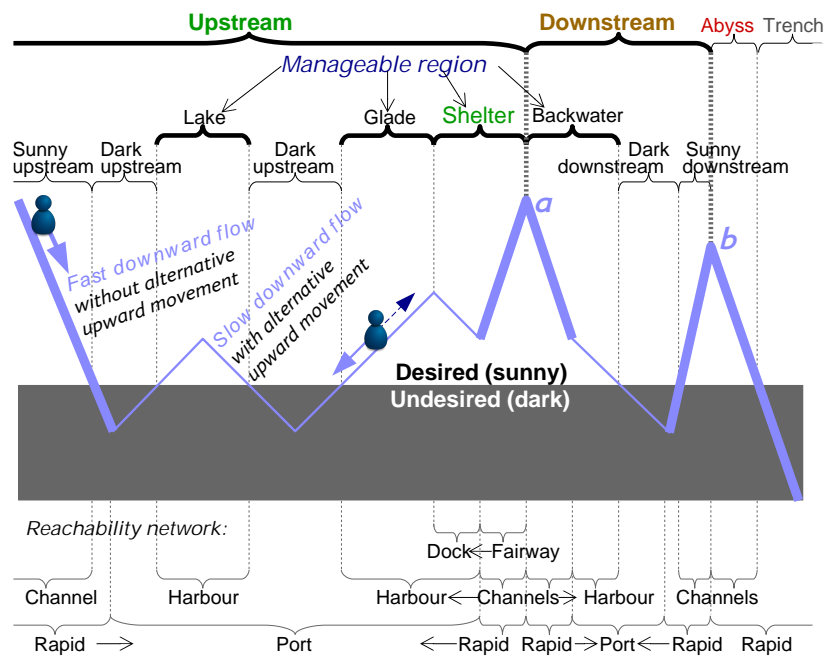 Upstream
Downstream
Abyss
Trench
Manageable region
Lake
Glade
Shelter
Backwater
Sunny
upstream
Dark
upstream
Dark
upstream
Dark
downstream
Sunny
downstream
a
b
Fast downward flow
without alternative
upward movement
Slow downward flow
with alternative
upward movement
Desired (sunny)
Undesired (dark)
Reachability network:
Dock
Fairway
Channel
Harbour
Harbour
Channels
Harbour
Channels
Rapid
Port
Rapid
Rapid
Port
Rapid
Rapid